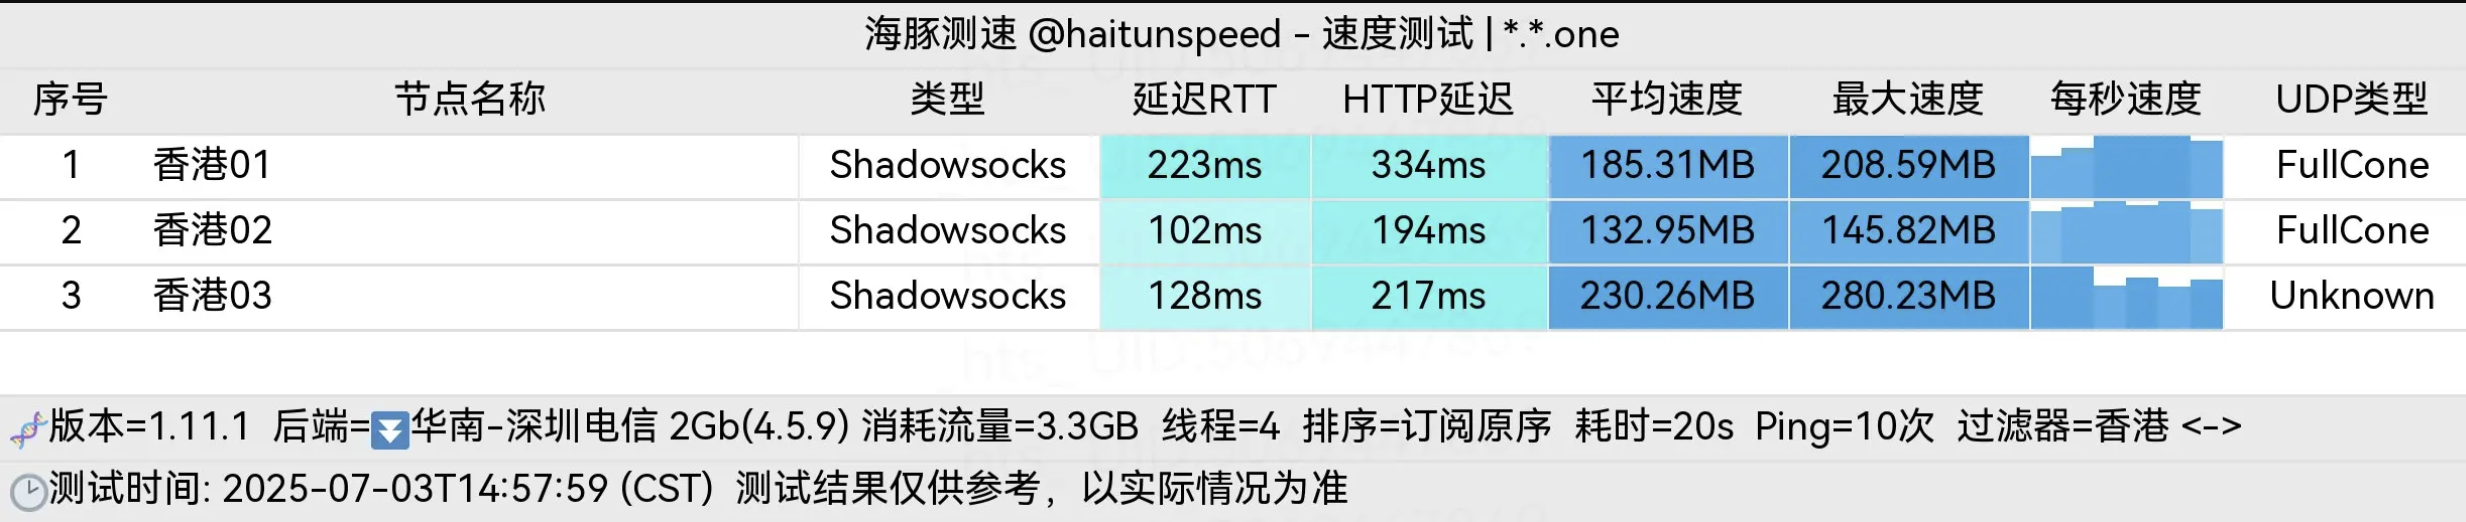 海豚测速 @haitunspeed - 速度测试 | *.*.one
序号 节点名称 类型 延迟RTT HTTP延迟 平均速度 最大速度 每秒速度 UDP类型
1 香港01 Shadowsocks 223ms 334ms 185.31MB 208.59MB FullCone
2 香港02 Shadowsocks 102ms 194ms 132.95MB 145.82MB FullCone
3 香港03 Shadowsocks 128ms 217ms 230.26MB 280.23MB Unknown
🧬版本=1.11.1 后端=⏬华南-深圳电信 2Gb(4.5.9) 消耗流量=3.3GB 线程=4 排序=订阅原序 耗时=20s Ping=10次 过滤器=香港 <->
🕒测试时间: 2025-07-03T14:57:59 (CST) 测试结果仅供参考，以实际情况为准